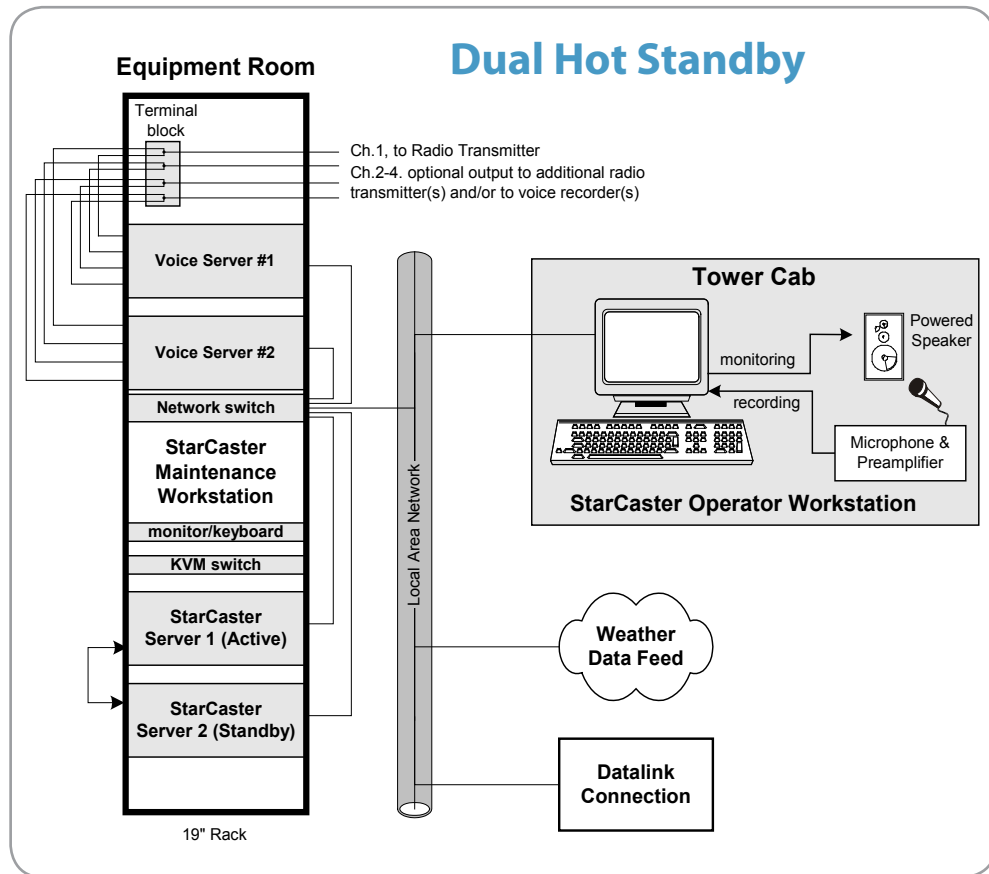 Dual Hot Standby
Equipment Room
Terminal
block
Ch.1, to Radio Transmitter
Ch.2-4. optional output to additional radio
transmitter(s) and/or to voice recorder(s)
Voice Server #1
Voice Server #2
Network switch
StarCaster
Maintenance
Workstation
monitor/keyboard
KVM switch
StarCaster
Server 1 (Active)
StarCaster
Server 2 (Standby)
19" Rack
Local Area Network
Tower Cab
monitoring
Powered
Speaker
recording
Microphone &
Preamplifier
StarCaster Operator Workstation
Weather
Data Feed
Datalink
Connection